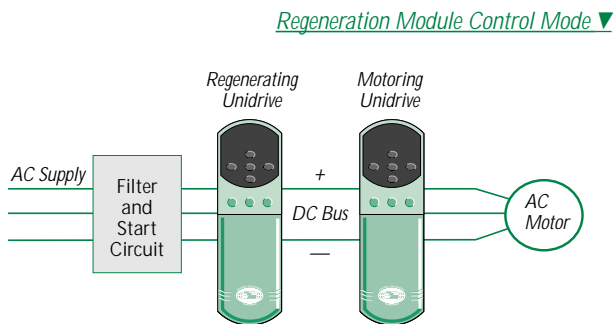 Regeneration Module Control Mode ▼
Regenerating
Unidrive
Motoring
Unidrive
AC Supply
Filter
and
Start
Circuit
+
DC Bus
—
AC
Motor